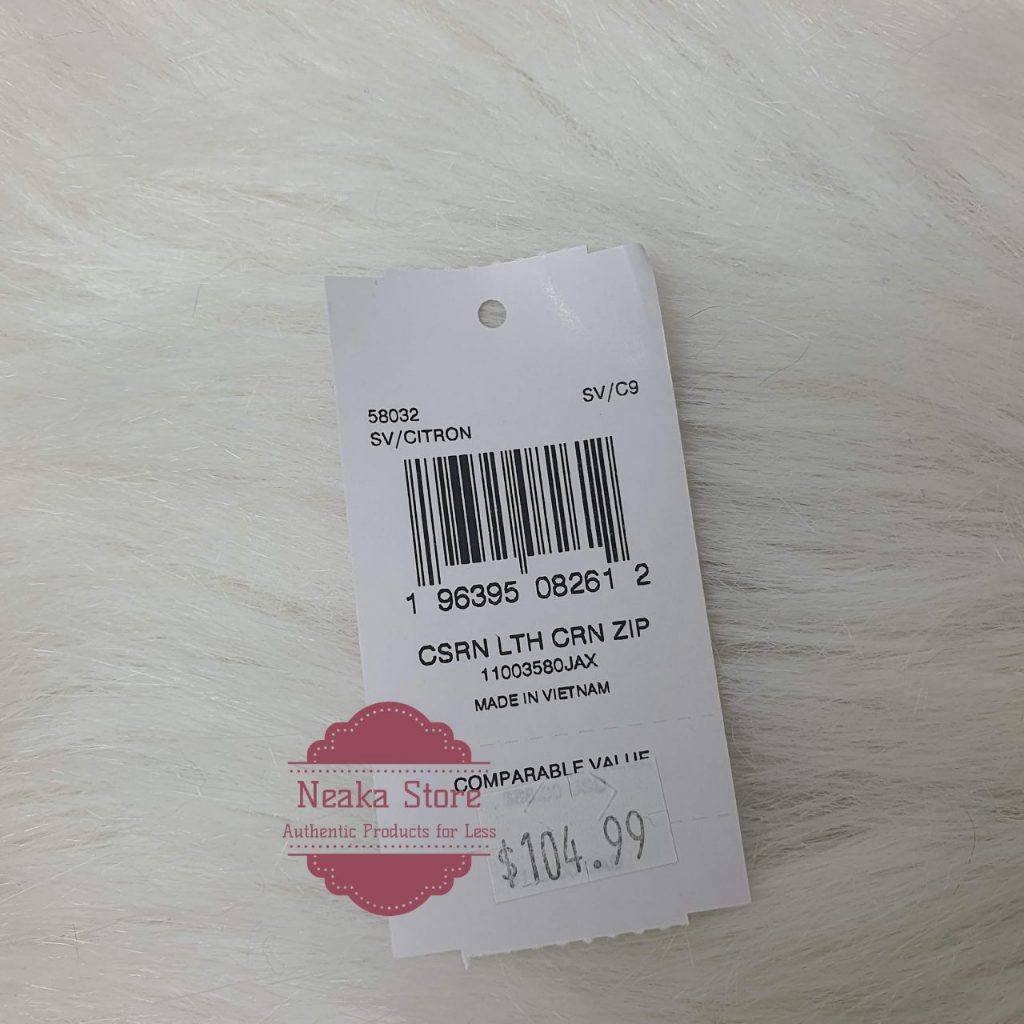 58032
SV/C9
SV/CITRON
1 96395 08261 2
CSRN LTH CRN ZIP
11003580JAX
MADE IN VIETNAM
COMPARABLE VALUE
$104.99
Neaka Store
Authentic Products for Less